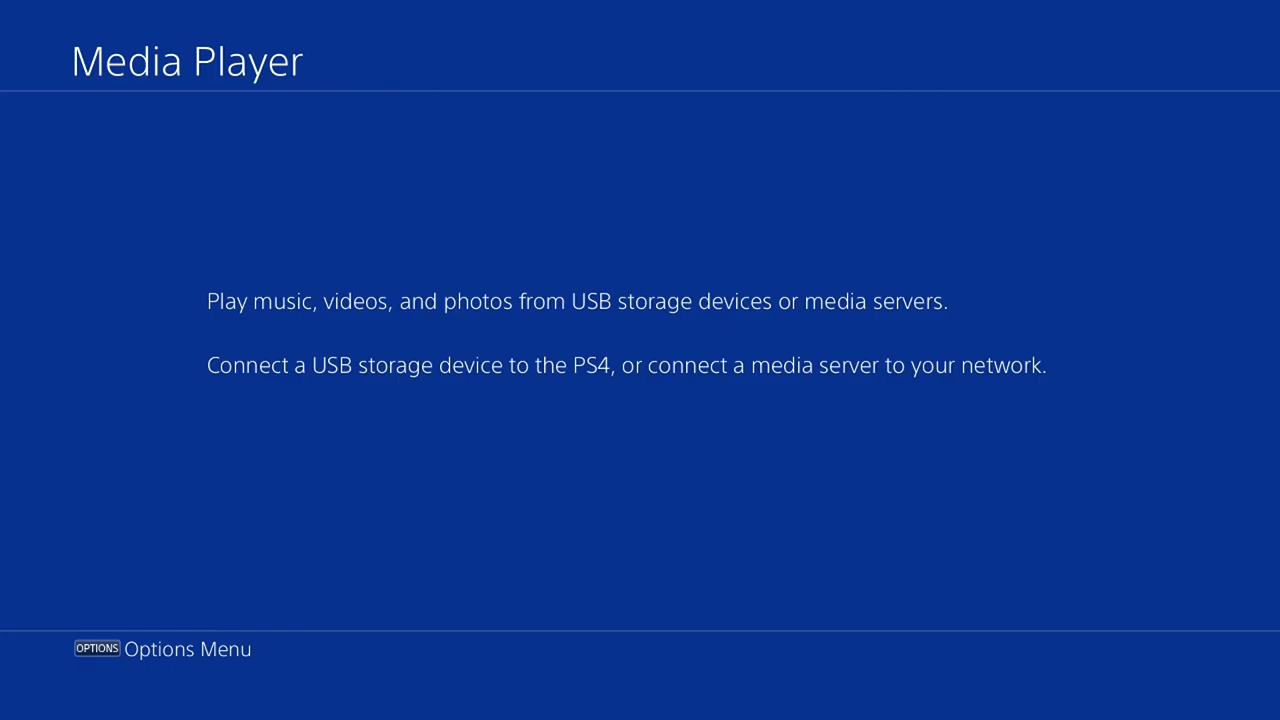 Media Player
Play music, videos, and photos from USB storage devices or media servers.
Connect a USB storage device to the PS4, or connect a media server to your network.
OPTIONS Options Menu